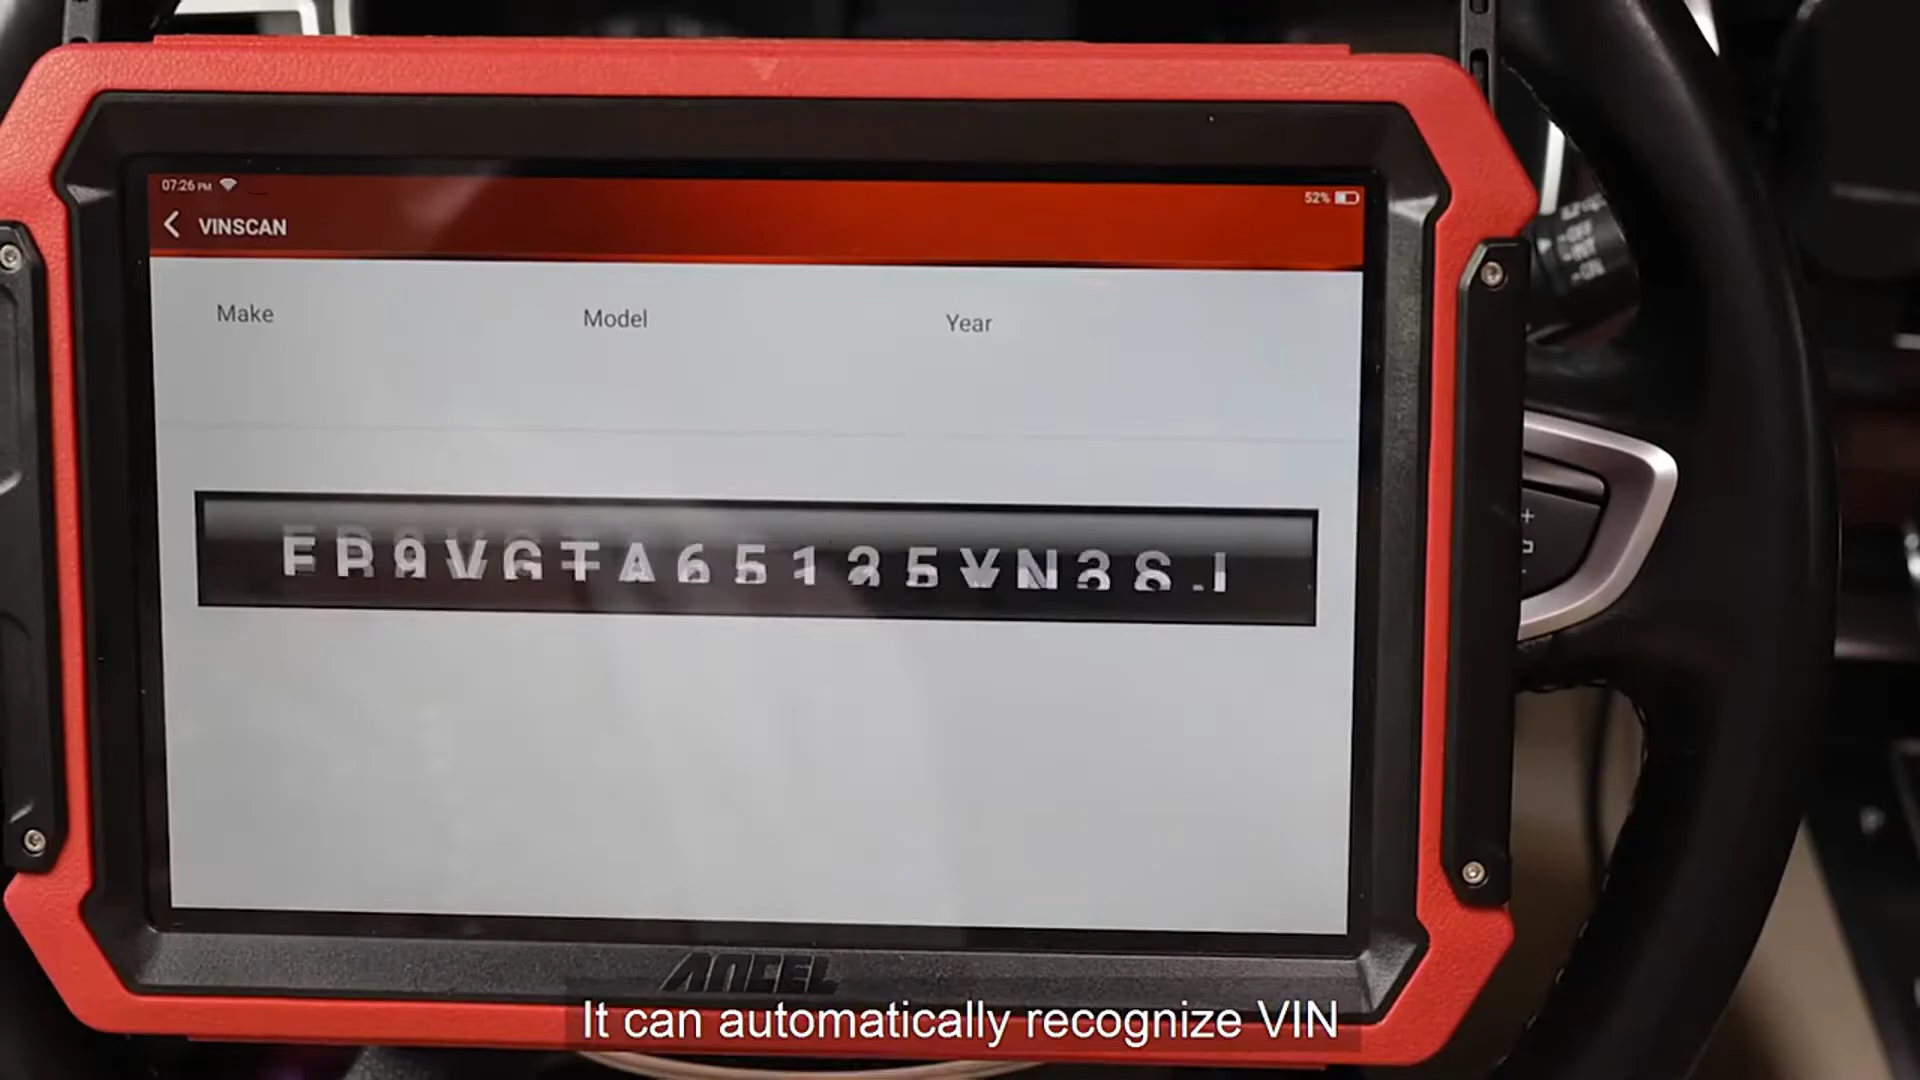 07:26 PM
52%
VINSCAN
Make
Model
Year
ANCEL
It can automatically recognize VIN